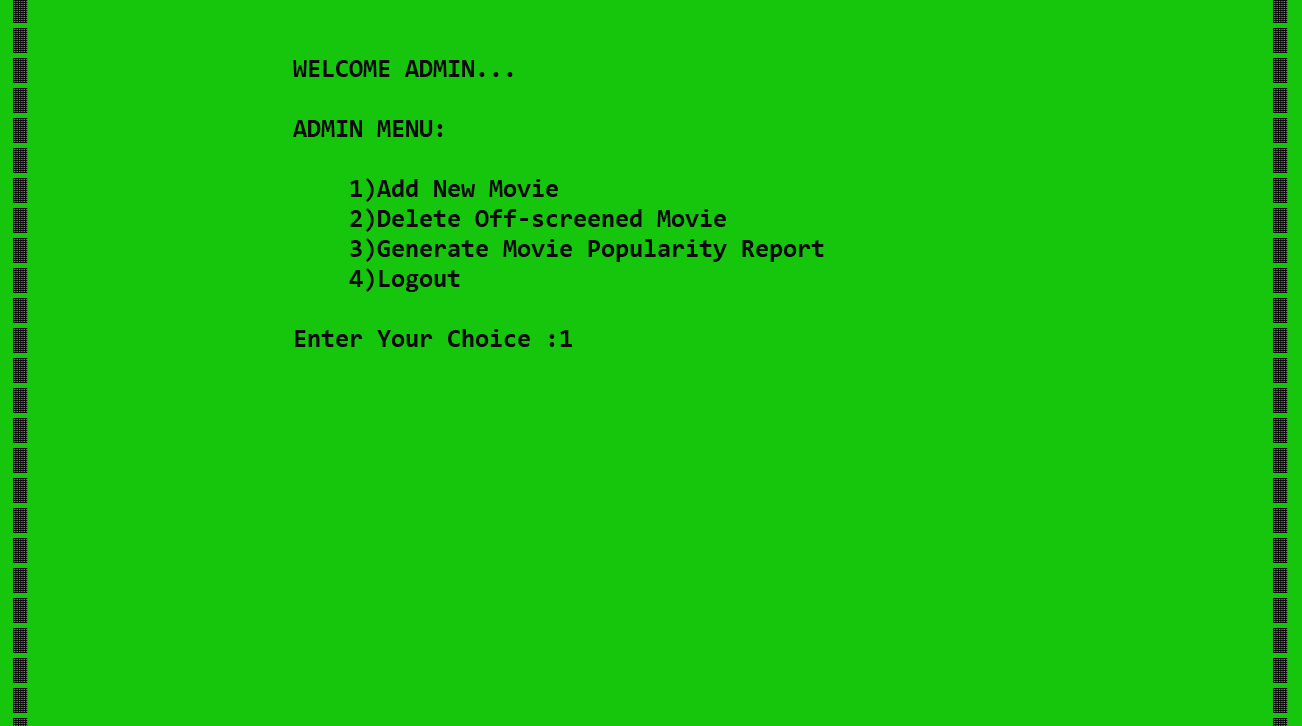 WELCOME ADMIN...
ADMIN MENU:
1)Add New Movie
2)Delete Off-screened Movie
3)Generate Movie Popularity Report
4)Logout
Enter Your Choice :1